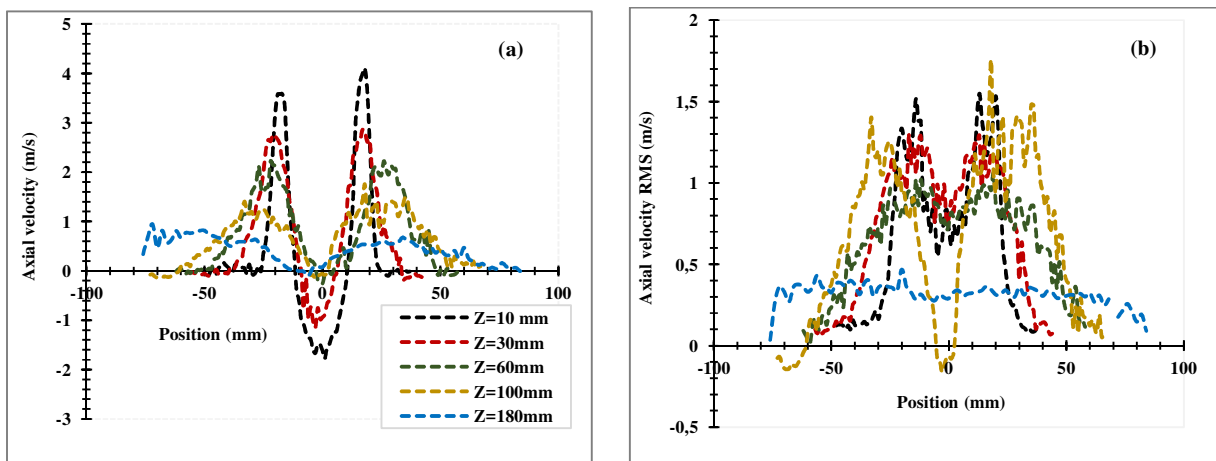 (a)
Axial velocity (m/s)
5
4
3
2
1
0
-1
-2
-3
-100
-50
0
50
100
Position (mm)
Z=10 mm
Z=30mm
Z=60mm
Z=100mm
Z=180mm
(b)
Axial velocity RMS (m/s)
2
1,5
1
0,5
0
-0,5
-100
-50
0
50
100
Position (mm)